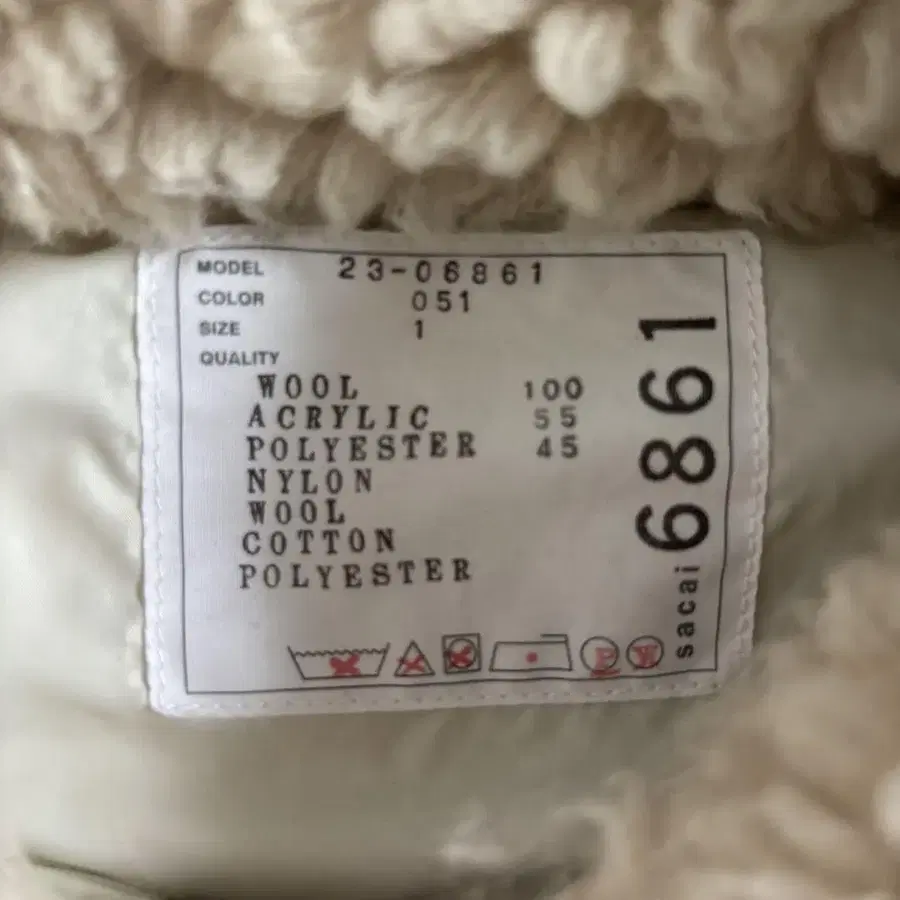 MODEL 23-06861
COLOR 051
SIZE 1
QUALITY
WOOL 100
ACRYLIC 55
POLYESTER 45
NYLON
WOOL
COTTON
POLYESTER
P W
sacai 6861